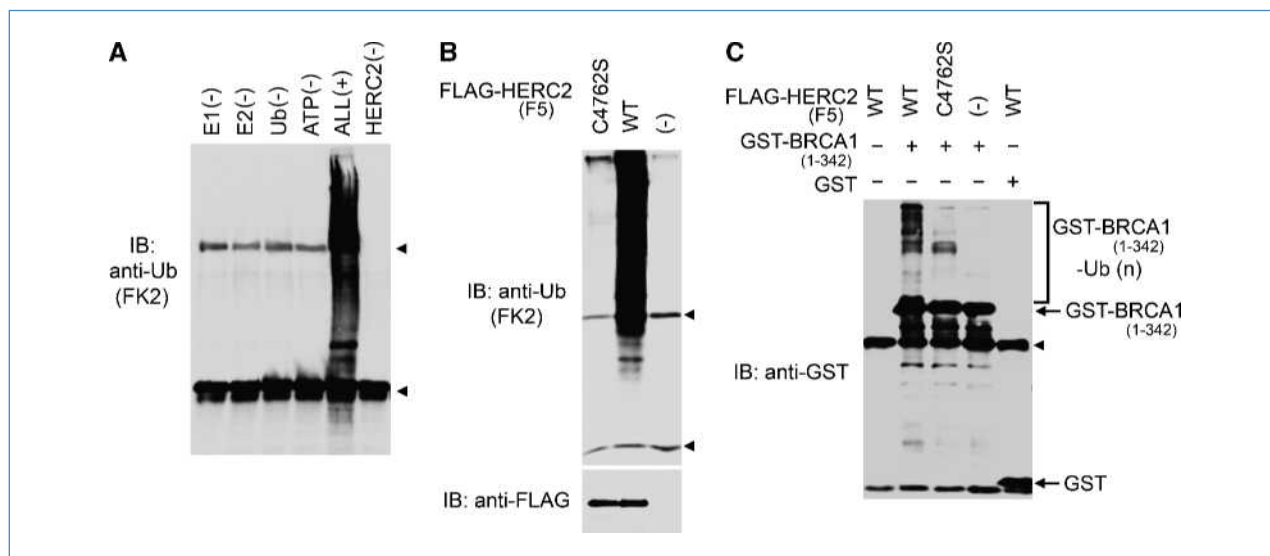 A
E1(-)
E2(-)
Ub(-)
ATP(-)
ALL(+)
HERC2(-)
IB:
anti-Ub
(FK2)
B
FLAG-HERC2
(F5)
C4762S
WT
(-)
IB: anti-Ub
(FK2)
IB: anti-FLAG
C
FLAG-HERC2
(F5)
WT
WT
C4762S
(-)
WT
GST-BRCA1
(1-342)
– + + + –
GST
– – – – +
GST-BRCA1
(1-342)
-Ub (n)
GST-BRCA1
(1-342)
IB: anti-GST
GST